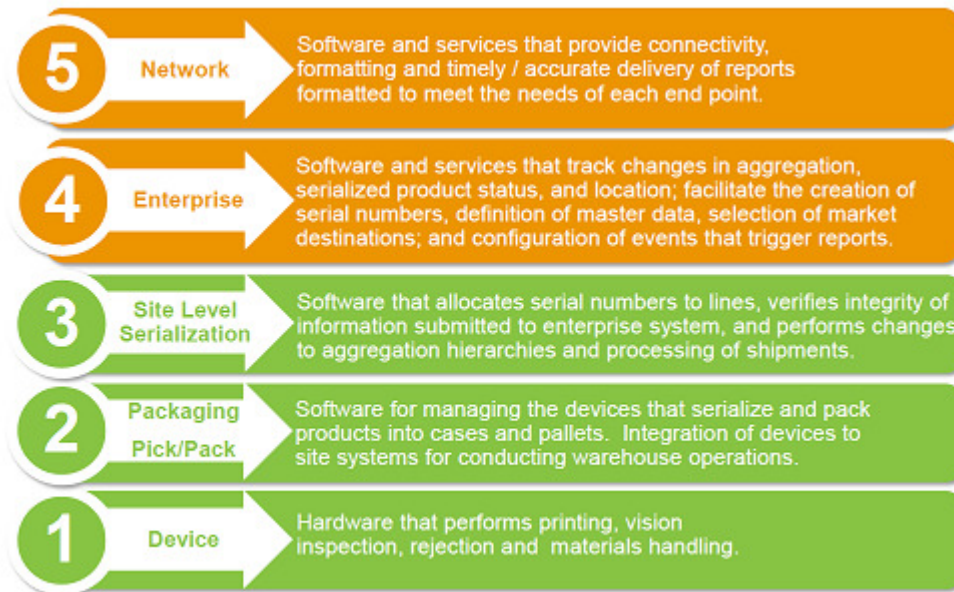 5
Network
Software and services that provide connectivity,
formatting and timely / accurate delivery of reports
formatted to meet the needs of each end point.
4
Enterprise
Software and services that track changes in aggregation,
serialized product status, and location; facilitate the creation of
serial numbers, definition of master data, selection of market
destinations; and configuration of events that trigger reports.
3
Site Level
Serialization
Software that allocates serial numbers to lines, verifies integrity of
information submitted to enterprise system, and performs changes
to aggregation hierarchies and processing of shipments.
2
Packaging
Pick/Pack
Software for managing the devices that serialize and pack
products into cases and pallets.  Integration of devices to
site systems for conducting warehouse operations.
1
Device
Hardware that performs printing, vision
inspection, rejection and  materials handling.